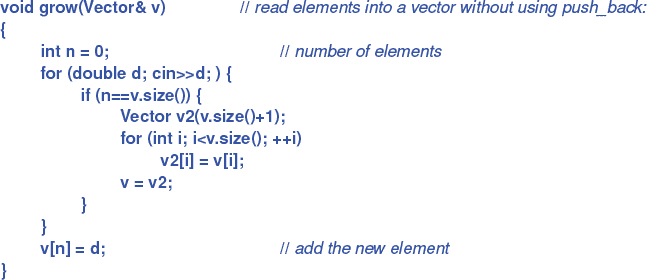 void grow(Vector& v) // read elements into a vector without using push_back:
{
int n = 0; // number of elements
for (double d; cin>>d; ) {
if (n==v.size()) {
Vector v2(v.size()+1);
for (int i; i<v.size(); ++i)
v2[i] = v[i];
v = v2;
}
}
v[n] = d; // add the new element
}